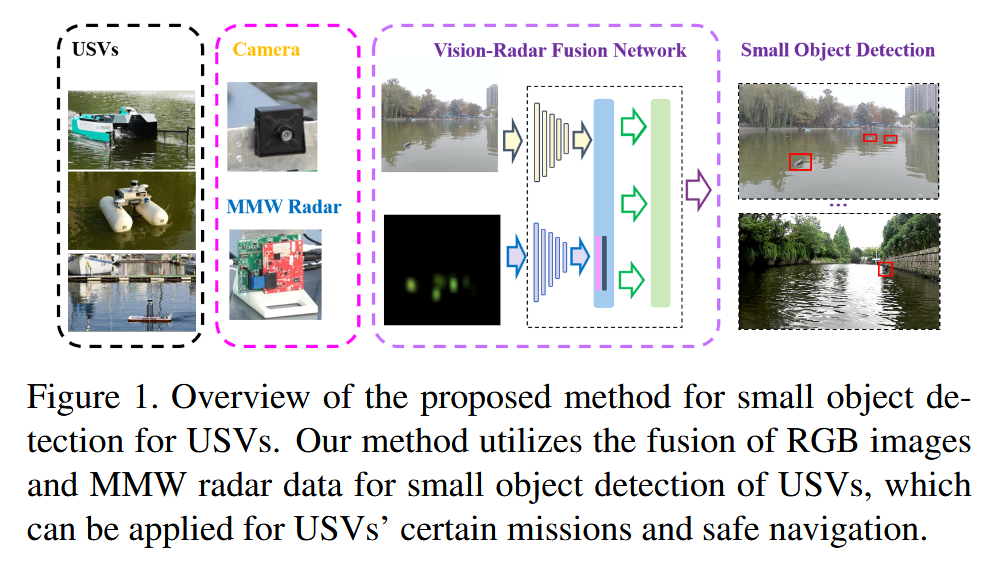 USVs
Camera
MMW Radar
Vision-Radar Fusion Network
Small Object Detection
...
Figure 1. Overview of the proposed method for small object de-
tection for USVs. Our method utilizes the fusion of RGB images
and MMW radar data for small object detection of USVs, which
can be applied for USVs’ certain missions and safe navigation.